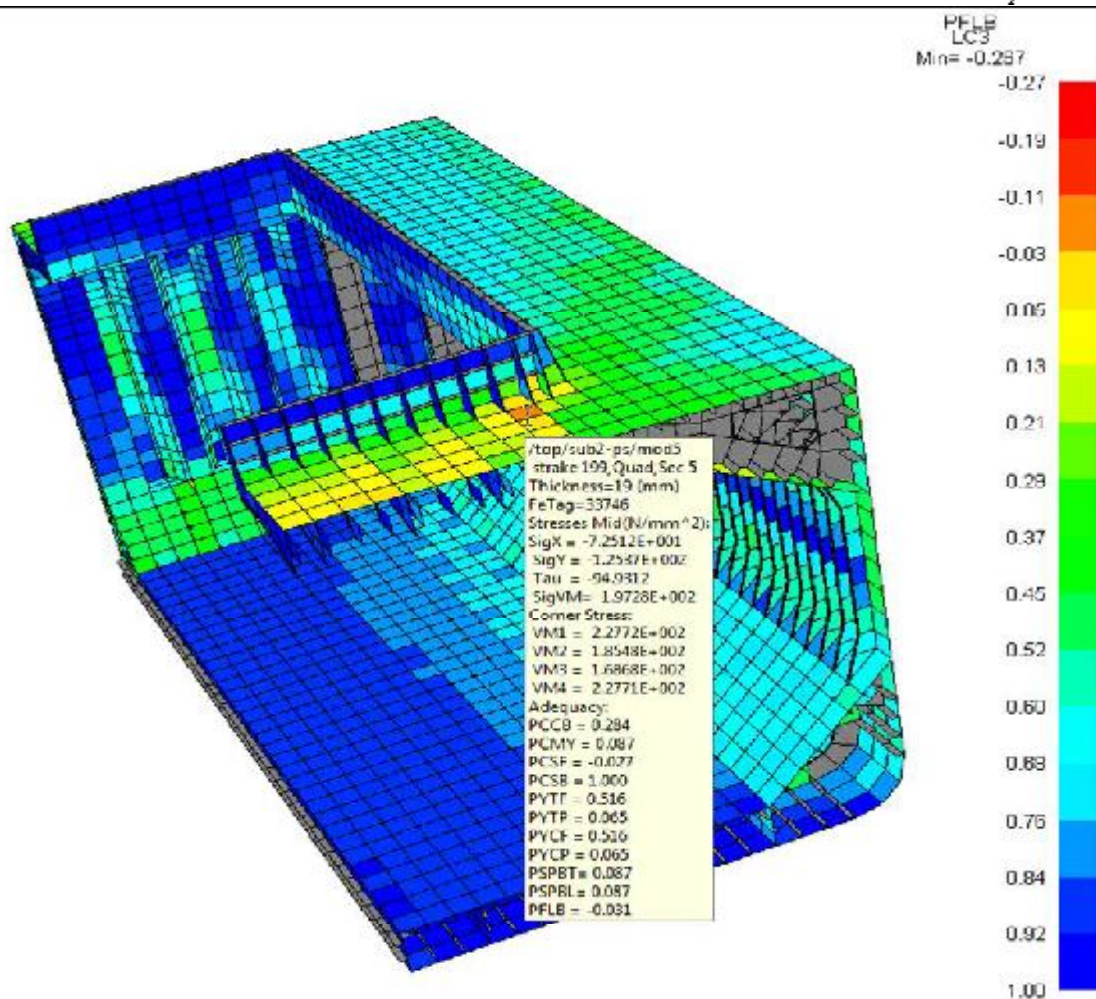 PFLB
LC3
Min= -0.267
-0.27
-0.19
-0.11
-0.03
0.05
0.13
0.21
0.29
0.37
0.45
0.52
0.60
0.68
0.76
0.84
0.92
1.00
/top/sub2-ps/mod5
strake 199,Quad,Sec 5
Thickness=19 (mm)
FeTag=33746
Stresses Mid(N/mm^2):
SigX = -7.2512E+001
SigY = -1.2537E+002
Tau = -94.9312
SigVM= 1.9728E+002
Corner Stress:
VM1 = 2.2772E+002
VM2 = 1.8548E+002
VM3 = 1.6868E+002
VM4 = 2.2771E+002
Adequacy:
PCCB = 0.284
PCMY = 0.087
PCSF = -0.027
PCSB = 1.000
PYTF = 0.516
PYTP = 0.065
PYCF = 0.516
PYCP = 0.065
PSPBT= 0.087
PSPBL= 0.087
PFLB = -0.031